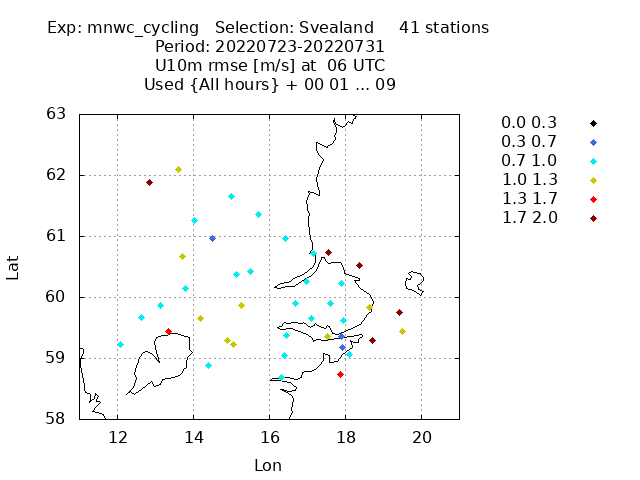 Exp: mnwc_cycling   Selection: Svealand     41 stations
Period: 20220723-20220731
U10m rmse [m/s] at  06 UTC
Used {All hours} + 00 01 ... 09
63
62
61
60
59
58
12 14 16 18 20
Lat
Lon
0.0 0.3
0.3 0.7
0.7 1.0
1.0 1.3
1.3 1.7
1.7 2.0